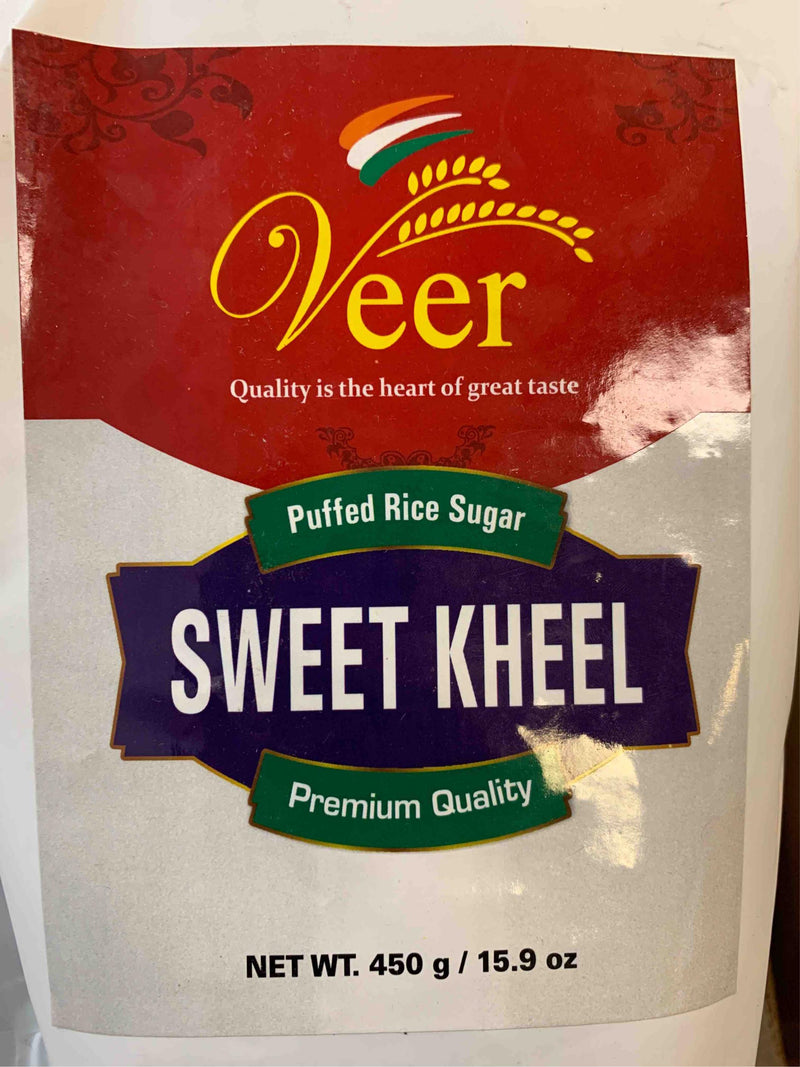 Veer
Quality is the heart of great taste
Puffed Rice Sugar
SWEET KHEEL
Premium Quality
NET WT. 450 g / 15.9 oz